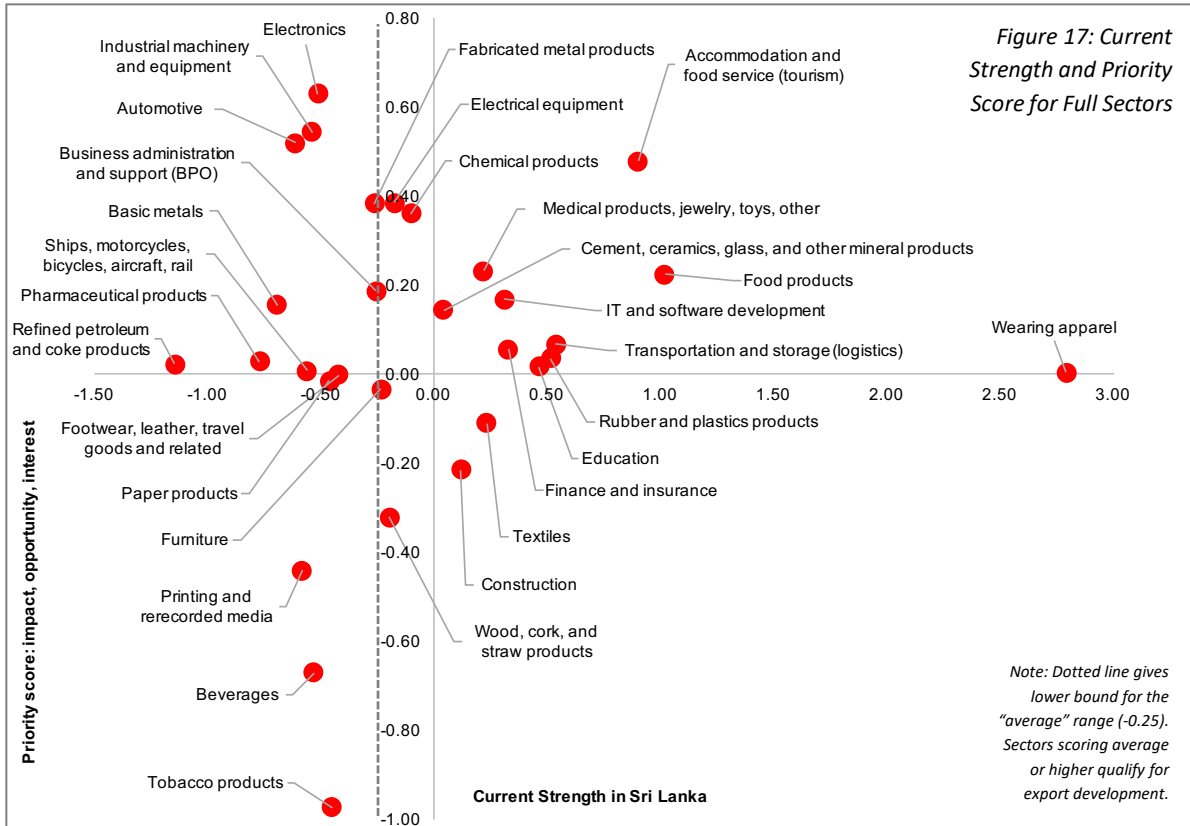 Figure 17: Current
Strength and Priority
Score for Full Sectors
0.80
0.60
0.40
0.20
0.00
-0.20
-0.40
-0.60
-0.80
-1.00
-1.50
-1.00
-0.50
0.00
0.50
1.00
1.50
2.00
2.50
3.00
Priority score: impact, opportunity, interest
Current Strength in Sri Lanka
Electronics
Industrial machinery
and equipment
Automotive
Business administration
and support (BPO)
Basic metals
Ships, motorcycles,
bicycles, aircraft, rail
Pharmaceutical products
Refined petroleum
and coke products
Footwear, leather, travel
goods and related
Paper products
Furniture
Printing and
rerecorded media
Beverages
Tobacco products
Fabricated metal products
Electrical equipment
Chemical products
Accommodation and
food service (tourism)
Medical products, jewelry, toys, other
Cement, ceramics, glass, and other mineral products
Food products
IT and software development
Wearing apparel
Transportation and storage (logistics)
Rubber and plastics products
Education
Finance and insurance
Textiles
Construction
Wood, cork, and
straw products
Note: Dotted line gives
lower bound for the
“average” range (-0.25).
Sectors scoring average
or higher qualify for
export development.